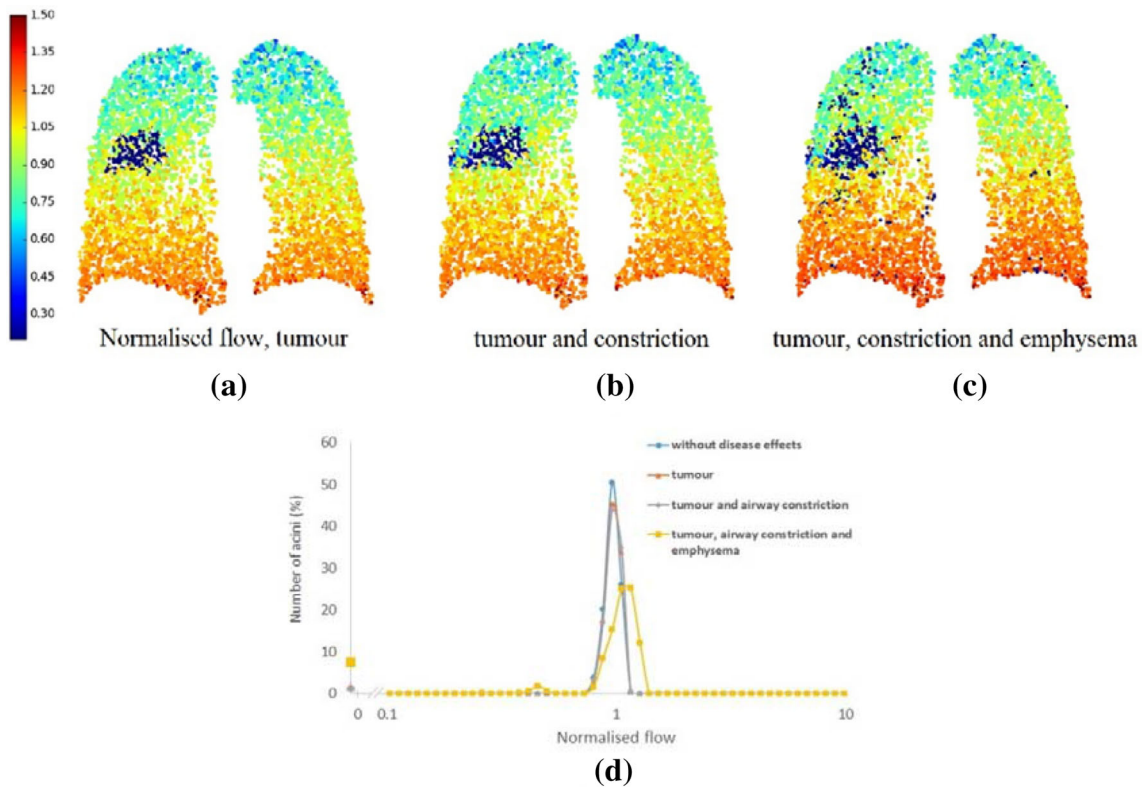 1.50
1.35
1.20
1.05
0.90
0.75
0.60
0.45
0.30
Normalised flow, tumour
tumour and constriction
tumour, constriction and emphysema
(a)
(b)
(c)
60
50
40
30
20
10
0
Number of acini (%)
without disease effects
tumour
tumour and airway constriction
tumour, airway constriction and
emphysema
0
0.1
1
10
Normalised flow
(d)